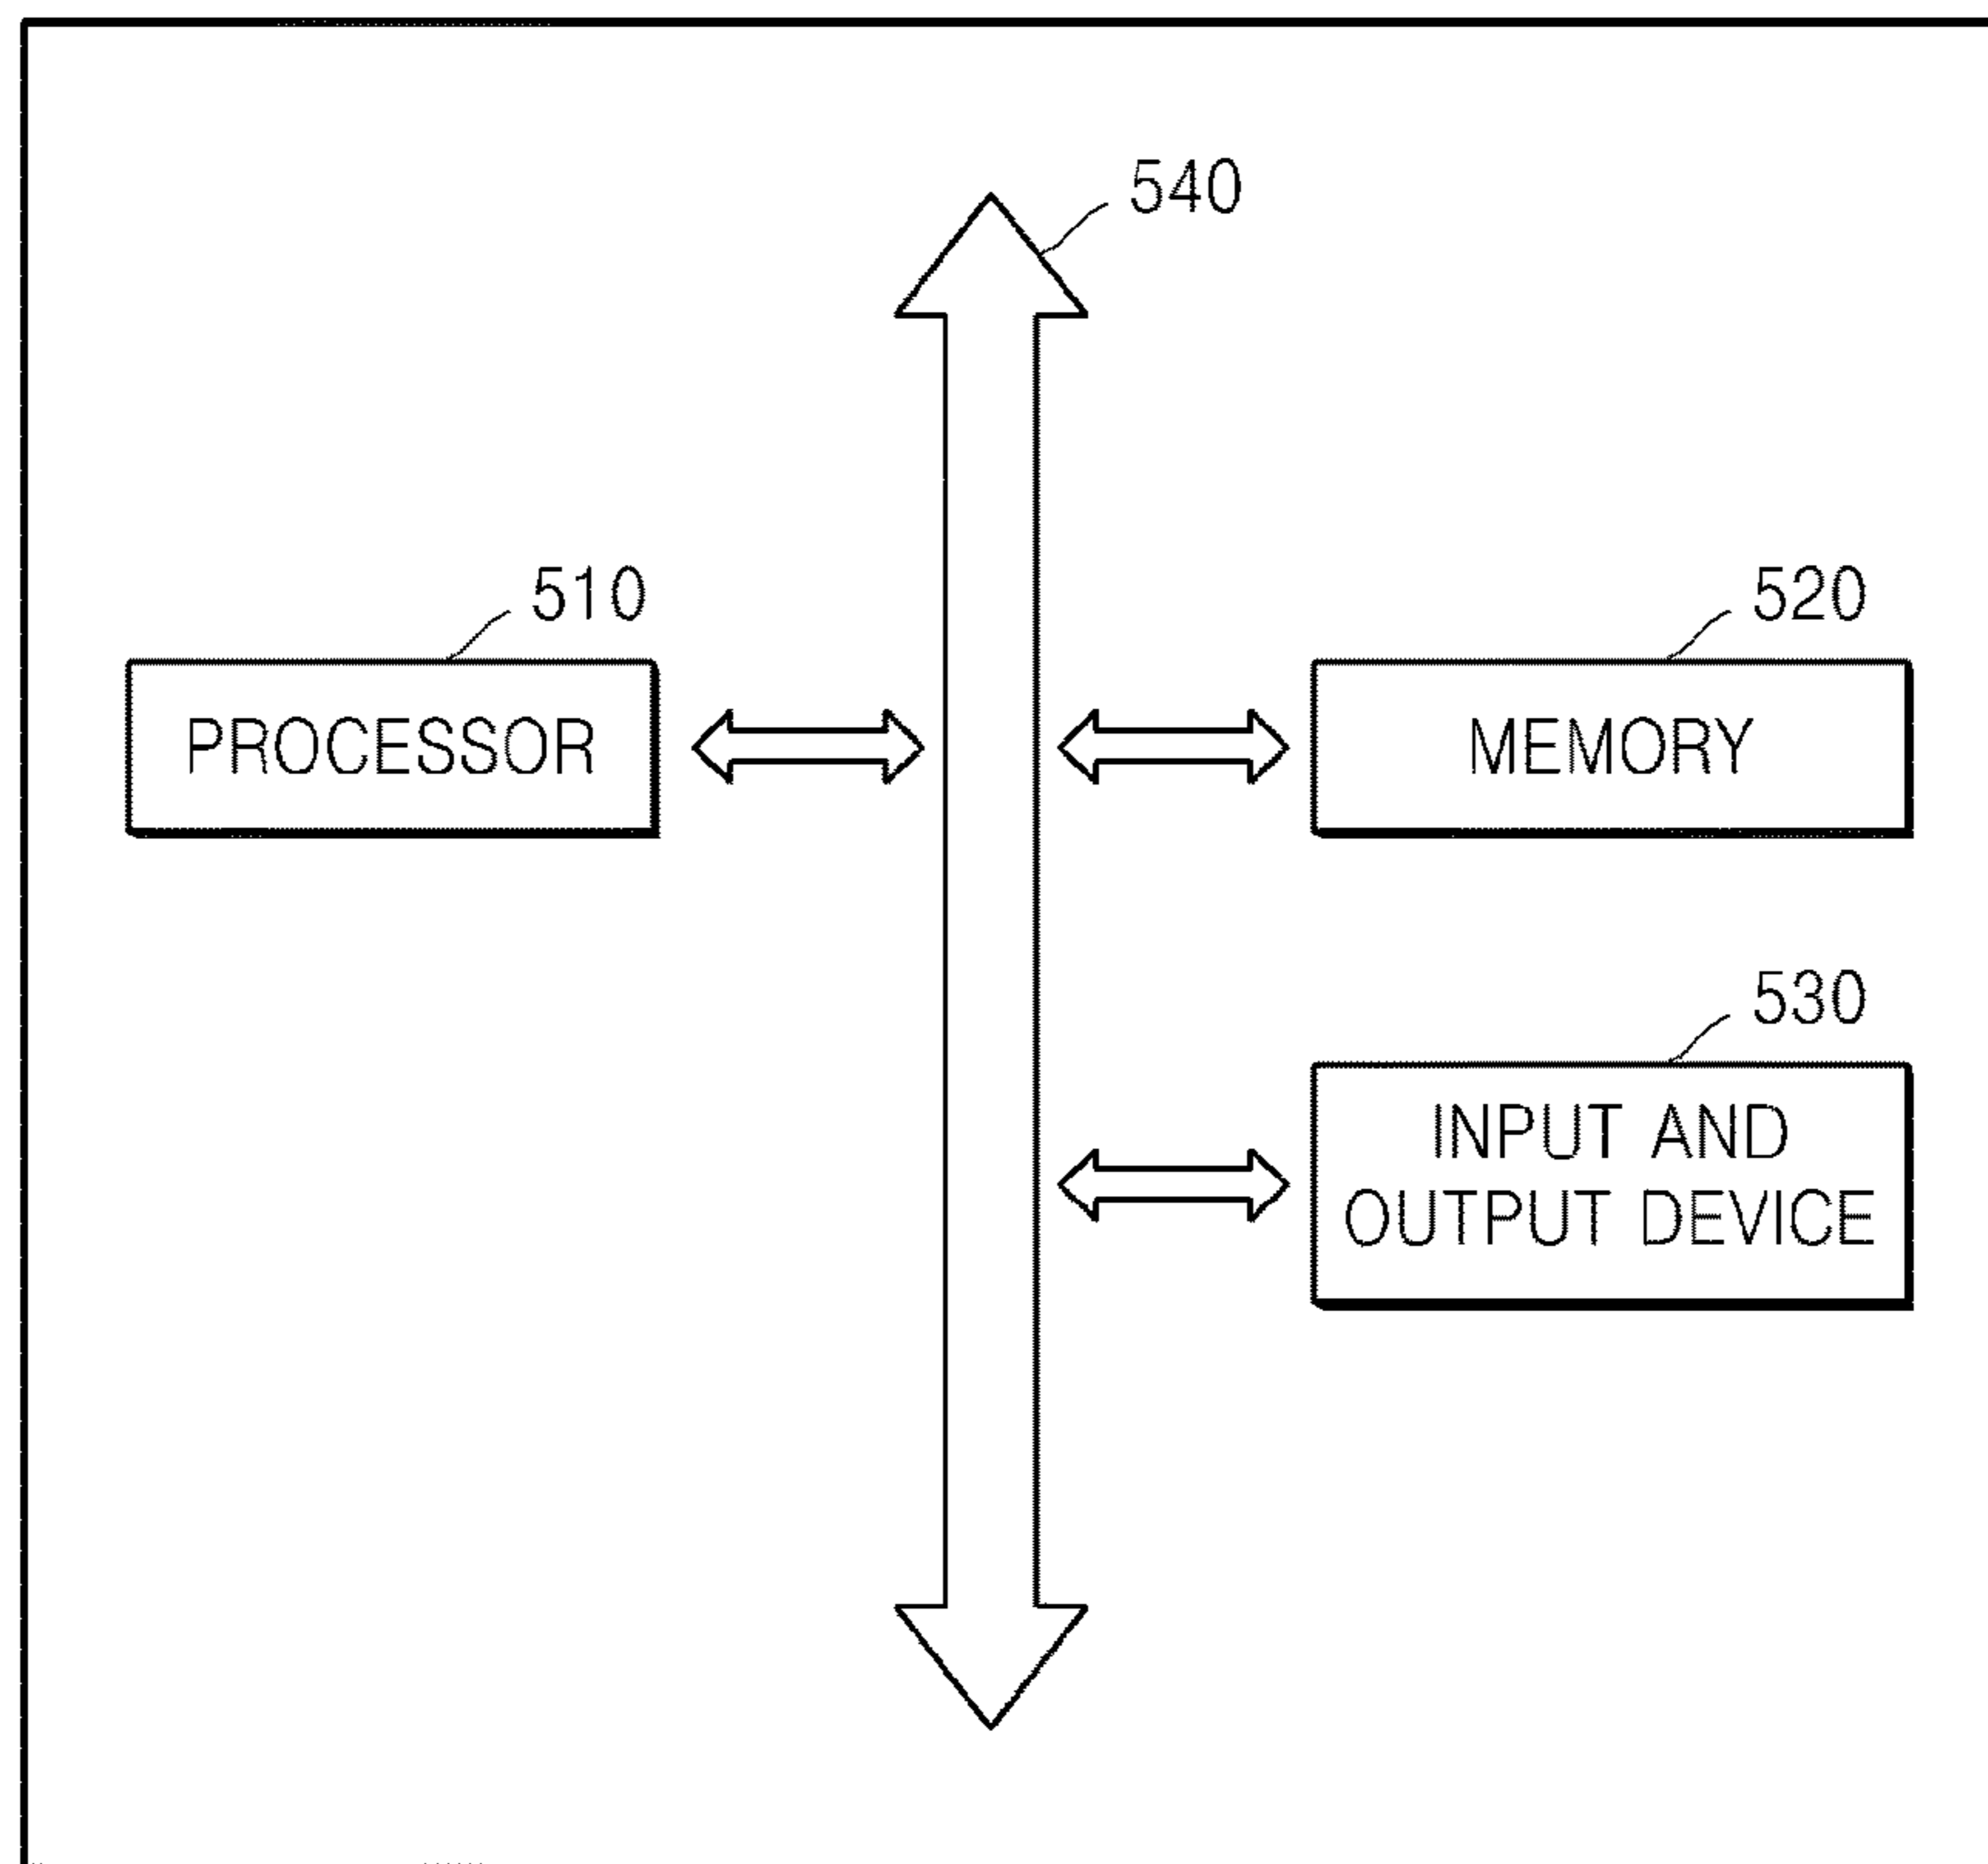 540
510
PROCESSOR
520
MEMORY
530
INPUT AND
OUTPUT DEVICE